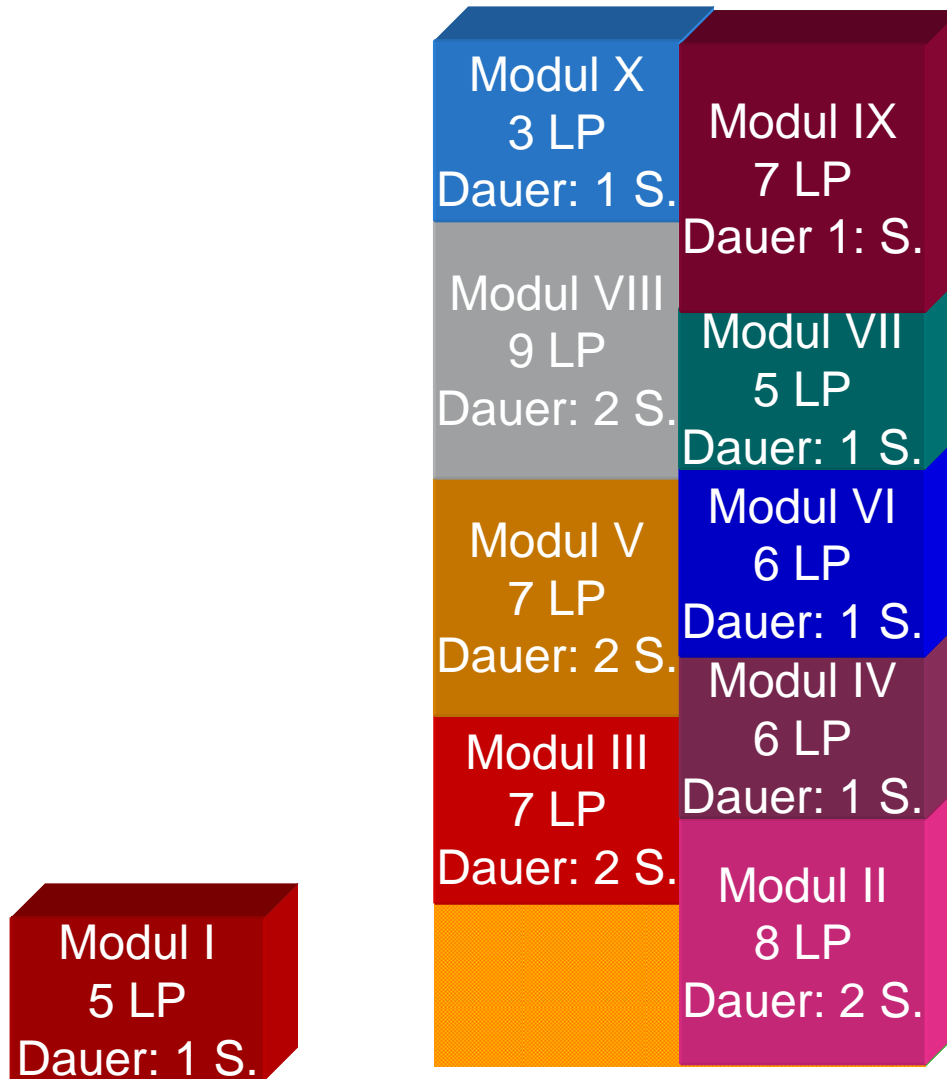 Modul X
3 LP
Dauer: 1 S.
Modul IX
7 LP
Dauer 1: S.
Modul VIII
9 LP
Dauer: 2 S.
Modul VII
5 LP
Dauer: 1 S.
Modul V
7 LP
Dauer: 2 S.
Modul VI
6 LP
Dauer: 1 S.
Modul III
7 LP
Dauer: 2 S.
Modul IV
6 LP
Dauer: 1 S.
Modul II
8 LP
Dauer: 2 S.
Modul I
5 LP
Dauer: 1 S.